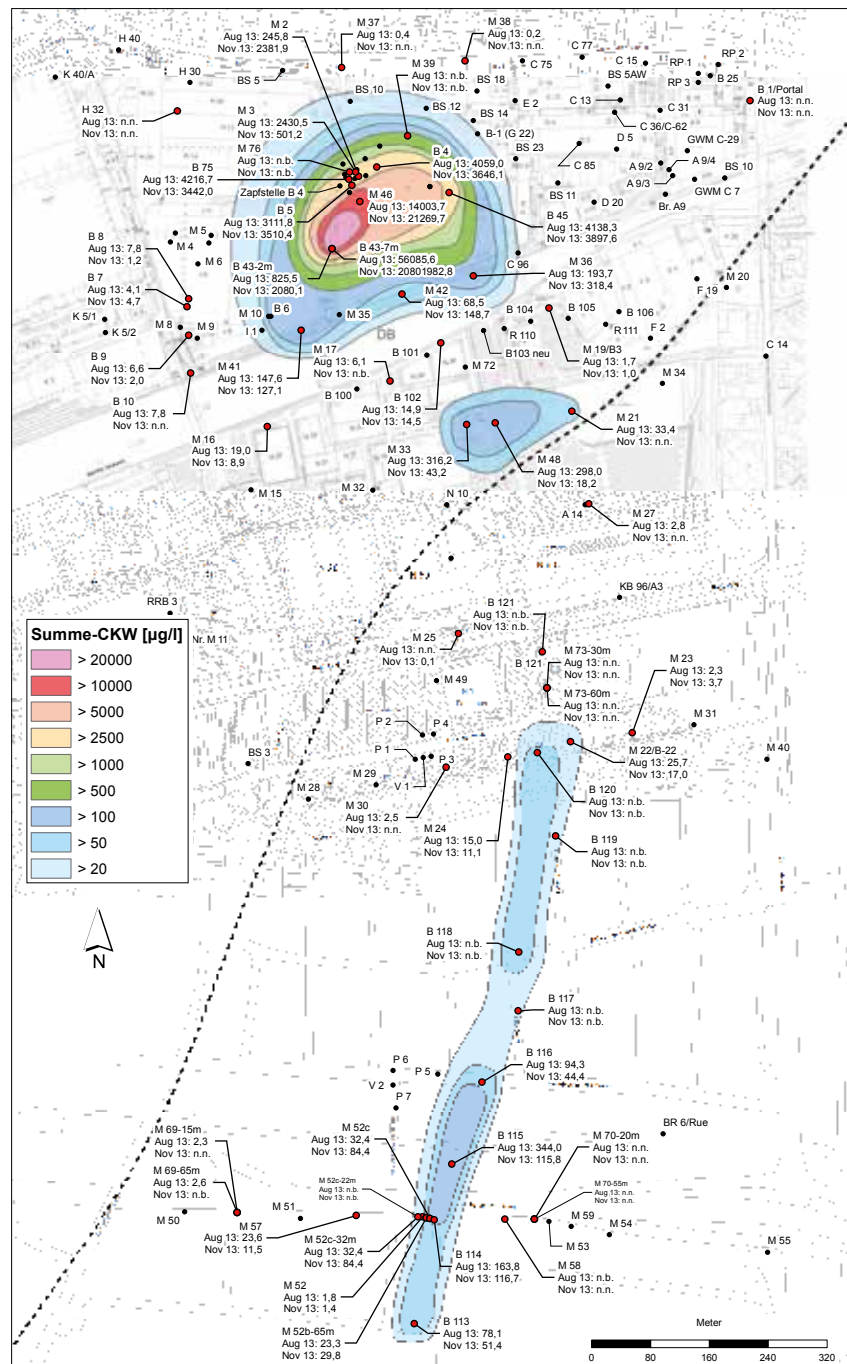 H 40
K 40/A
H 30
BS 5
H 32
Aug 13: n.n.
Nov 13: n.n.
M 2
Aug 13: 245,8
Nov 13: 2381,9
M 37
Aug 13: 0,4
Nov 13: n.n.
M 38
Aug 13: 0,2
Nov 13: n.n.
M 39
Aug 13: n.b.
Nov 13: n.b.
BS 10
BS 12
BS 18
BS 14
B-1 (G 22)
BS 23
C 75
E 2
C 77
C 15
BS 5AW
C 13
C 36/C-62
C 31
D 5
RP 1
RP 2
RP 3
B 25
B 1/Portal
Aug 13: n.n.
Nov 13: n.n.
GWM C-29
A 9/2
A 9/4
A 9/3
BS 10
GWM C 7
Br. A9
C 85
BS 11
D 20
M 3
Aug 13: 2430,5
Nov 13: 501,2
M 76
Aug 13: n.b.
Nov 13: n.b.
B 75
Aug 13: 4216,7
Nov 13: 3442,0
Zapfstelle B 4
B 4
Aug 13: 4059,0
Nov 13: 3646,1
M 46
Aug 13: 14003,7
Nov 13: 21269,7
B 5
Aug 13: 3111,8
Nov 13: 3510,4
B 45
Aug 13: 4138,3
Nov 13: 3897,6
B 43-7m
Aug 13: 56085,6
Nov 13: 20801982,8
B 43-2m
Aug 13: 825,5
Nov 13: 2080,1
C 96
M 36
Aug 13: 193,7
Nov 13: 318,4
M 42
Aug 13: 68,5
Nov 13: 148,7
M 5
M 4
M 6
B 8
Aug 13: 7,8
Nov 13: 1,2
B 7
Aug 13: 4,1
Nov 13: 4,7
K 5/1
K 5/2
M 8
M 9
M 10
B 6
I 1
M 35
DB
B 9
Aug 13: 6,6
Nov 13: 2,0
B 10
Aug 13: 7,8
Nov 13: n.n.
M 41
Aug 13: 147,6
Nov 13: 127,1
M 17
Aug 13: 6,1
Nov 13: n.b.
B 101
B 100
B 102
Aug 13: 14,9
Nov 13: 14,5
M 72
B103 neu
R 110
B 104
B 105
B 106
R 111
F 2
F 19
M 20
C 14
M 34
M 19/B3
Aug 13: 1,7
Nov 13: 1,0
M 16
Aug 13: 19,0
Nov 13: 8,9
M 33
Aug 13: 316,2
Nov 13: 43,2
M 48
Aug 13: 298,0
Nov 13: 18,2
M 21
Aug 13: 33,4
Nov 13: n.n.
M 15
M 32
N 10
A 14
M 27
Aug 13: 2,8
Nov 13: n.n.
RRB 3
Nr. M 11
KB 96/A3
Summe-CKW [µg/l]
> 20000
> 10000
> 5000
> 2500
> 1000
> 500
> 100
> 50
> 20
N
M 25
Aug 13: n.n.
Nov 13: 0,1
B 121
Aug 13: n.b.
Nov 13: n.b.
B 121
M 73-30m
Aug 13: n.n.
Nov 13: n.n.
M 73-60m
Aug 13: n.n.
Nov 13: n.n.
M 23
Aug 13: 2,3
Nov 13: 3,7
M 49
P 2
P 4
P 1
P 3
V 1
BS 3
M 28
M 29
M 31
M 40
M 30
Aug 13: 2,5
Nov 13: n.n.
M 24
Aug 13: 15,0
Nov 13: 11,1
M 22/B-22
Aug 13: 25,7
Nov 13: 17,0
B 120
Aug 13: n.b.
Nov 13: n.b.
B 119
Aug 13: n.b.
Nov 13: n.b.
B 118
Aug 13: n.b.
Nov 13: n.b.
B 117
Aug 13: n.b.
Nov 13: n.b.
P 6
V 2
P 5
P 7
B 116
Aug 13: 94,3
Nov 13: 44,4
M 52c
Aug 13: 32,4
Nov 13: 84,4
B 115
Aug 13: 344,0
Nov 13: 115,8
BR 6/Rue
M 69-15m
Aug 13: 2,3
Nov 13: n.n.
M 69-65m
Aug 13: 2,6
Nov 13: n.b.
M 52c-22m
Aug 13: n.b.
Nov 13: n.b.
M 70-20m
Aug 13: n.n.
Nov 13: n.n.
M 70-55m
Aug 13: n.n.
Nov 13: n.n.
M 50
M 51
M 57
Aug 13: 23,6
Nov 13: 11,5
M 52c-32m
Aug 13: 32,4
Nov 13: 84,4
M 53
M 59
M 54
M 55
B 114
Aug 13: 163,8
Nov 13: 116,7
M 58
Aug 13: n.b.
Nov 13: n.n.
M 52
Aug 13: 1,8
Nov 13: 1,4
M 52b-65m
Aug 13: 23,3
Nov 13: 29,8
B 113
Aug 13: 78,1
Nov 13: 51,4
Meter
0 80 160 240 320